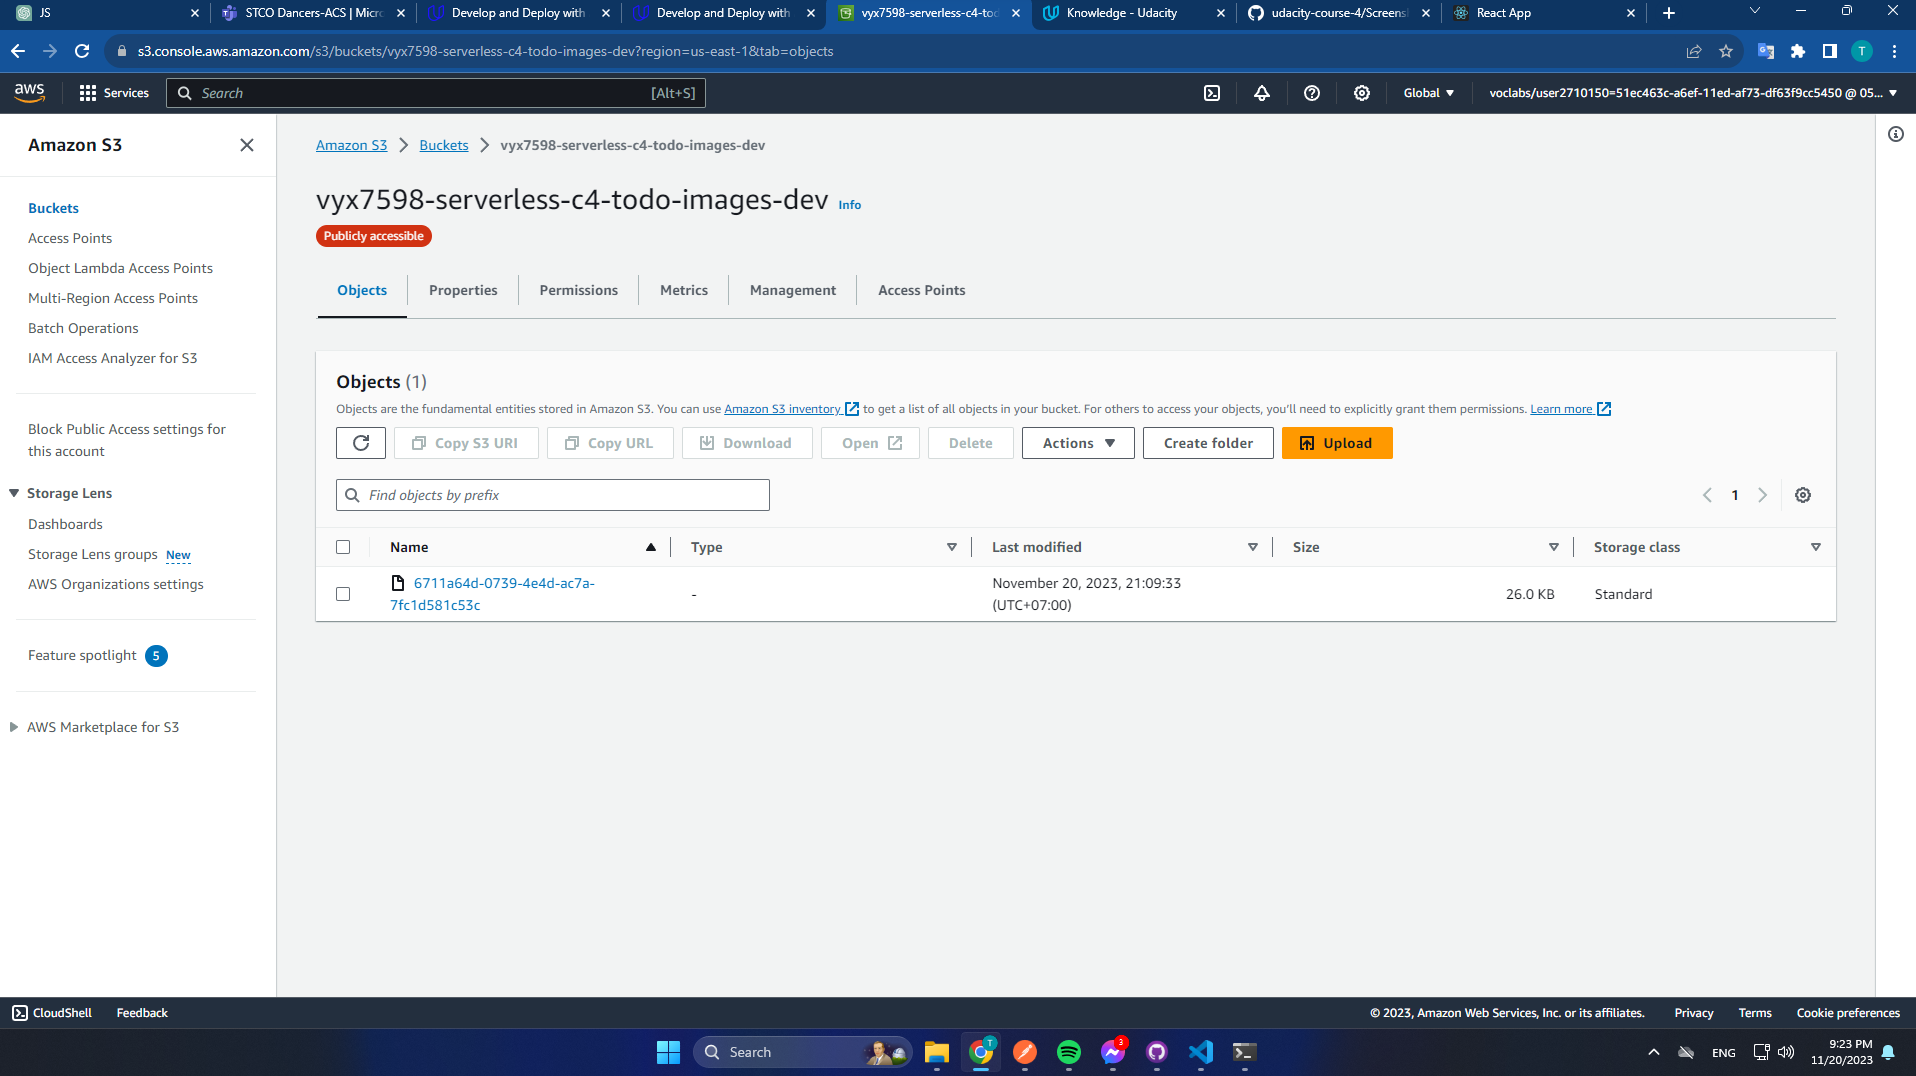 JS
STCO Dancers-ACS | Micr
Develop and Deploy with
Develop and Deploy with
vyx7598-serverless-c4-tod
Knowledge - Udacity
udacity-course-4/Screensh
React App
s3.console.aws.amazon.com/s3/buckets/vyx7598-serverless-c4-todo-images-dev?region=us-east-1&tab=objects
T
aws
Services
Search
[Alt+S]
Global
voclabs/user2710150=51ec463c-a6ef-11ed-af73-df63f9cc5450 @ 05...
Amazon S3
Buckets
Access Points
Object Lambda Access Points
Multi-Region Access Points
Batch Operations
IAM Access Analyzer for S3
Block Public Access settings for
this account
Storage Lens
Dashboards
Storage Lens groups New
AWS Organizations settings
Feature spotlight 5
AWS Marketplace for S3
Amazon S3 Buckets vyx7598-serverless-c4-todo-images-dev
vyx7598-serverless-c4-todo-images-dev Info
Publicly accessible
Objects Properties Permissions Metrics Management Access Points
Objects (1)
Objects are the fundamental entities stored in Amazon S3. You can use Amazon S3 inventory to get a list of all objects in your bucket. For others to access your objects, you'll need to explicitly grant them permissions. Learn more
Copy S3 URI Copy URL Download Open Delete Actions Create folder Upload
Find objects by prefix
1
Name Type Last modified Size Storage class
6711a64d-0739-4e4d-ac7a-
7fc1d581c53c
-
November 20, 2023, 21:09:33
(UTC+07:00)
26.0 KB
Standard
CloudShell Feedback
© 2023, Amazon Web Services, Inc. or its affiliates. Privacy Terms Cookie preferences
Search
T
3
ENG
9:23 PM
11/20/2023